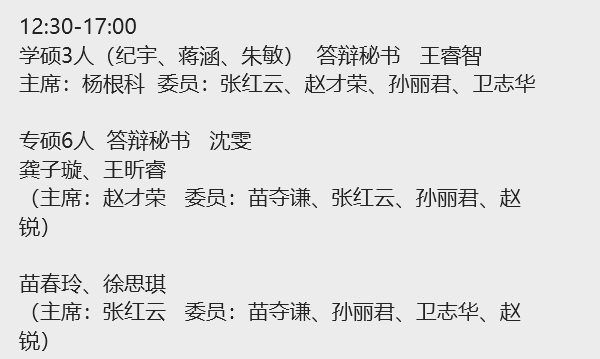 12:30-17:00
学硕3人（纪宇、蒋涵、朱敏） 答辩秘书 王睿智
主席：杨根科 委员：张红云、赵才荣、孙丽君、卫志华
专硕6人 答辩秘书 沈雯
龚子璇、王昕睿
（主席：赵才荣 委员：苗夺谦、张红云、孙丽君、赵
锐）
苗春玲、徐思琪
（主席：张红云 委员：苗夺谦、孙丽君、卫志华、赵
锐）